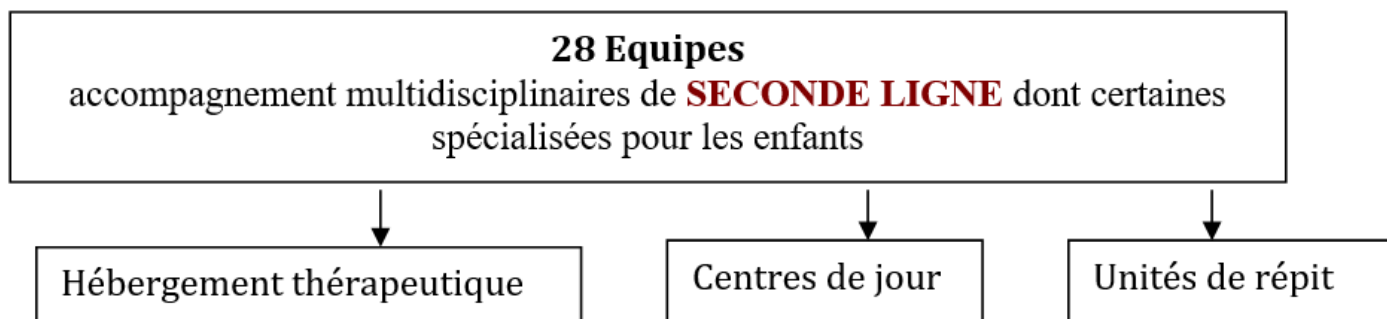 28 Equipes
accompagnement multidisciplinaires de SECONDE LIGNE dont certaines
spécialisées pour les enfants
Hébergement thérapeutique
Centres de jour
Unités de répit